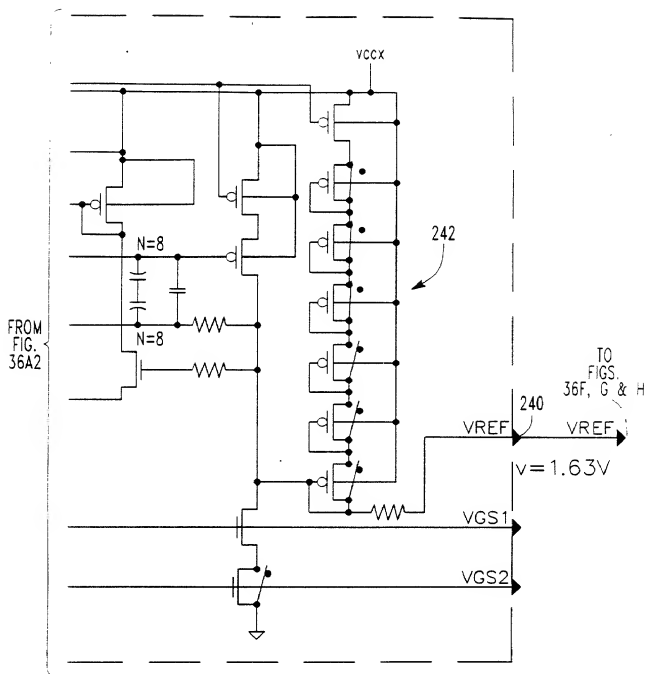 VCCX
242
N=8
N=8
FROM
FIG.
36A2
TO
FIGS.
36F, G & H
240
VREF
VREF
v=1.63V
VGS1
VGS2